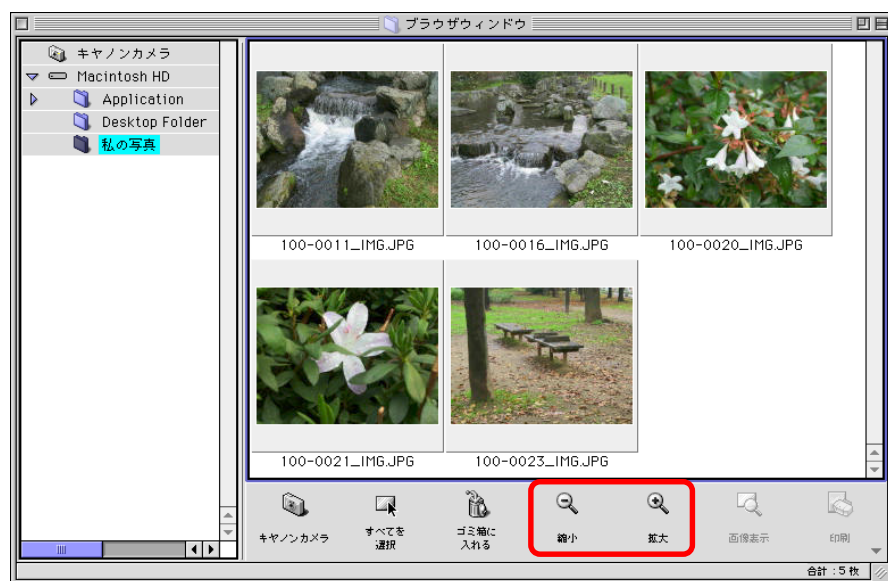 ブラウザウィンドウ
キヤノンカメラ
Macintosh HD
Application
Desktop Folder
私の写真
100-0011_IMG.JPG
100-0016_IMG.JPG
100-0020_IMG.JPG
100-0021_IMG.JPG
100-0023_IMG.JPG
キヤノンカメラ
すべてを
選択
ゴミ箱に
入れる
縮小
拡大
画像表示
印刷
合計：5枚